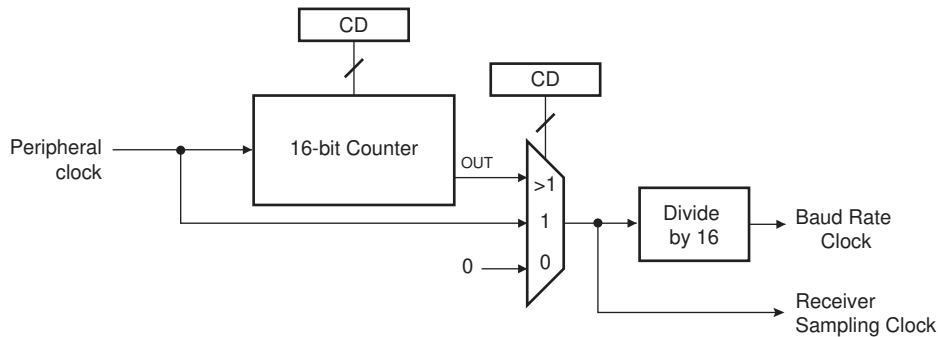 CD
CD
Peripheral
clock
16-bit Counter
OUT
>1
1
0
0
Divide
by 16
Baud Rate
Clock
Receiver
Sampling Clock